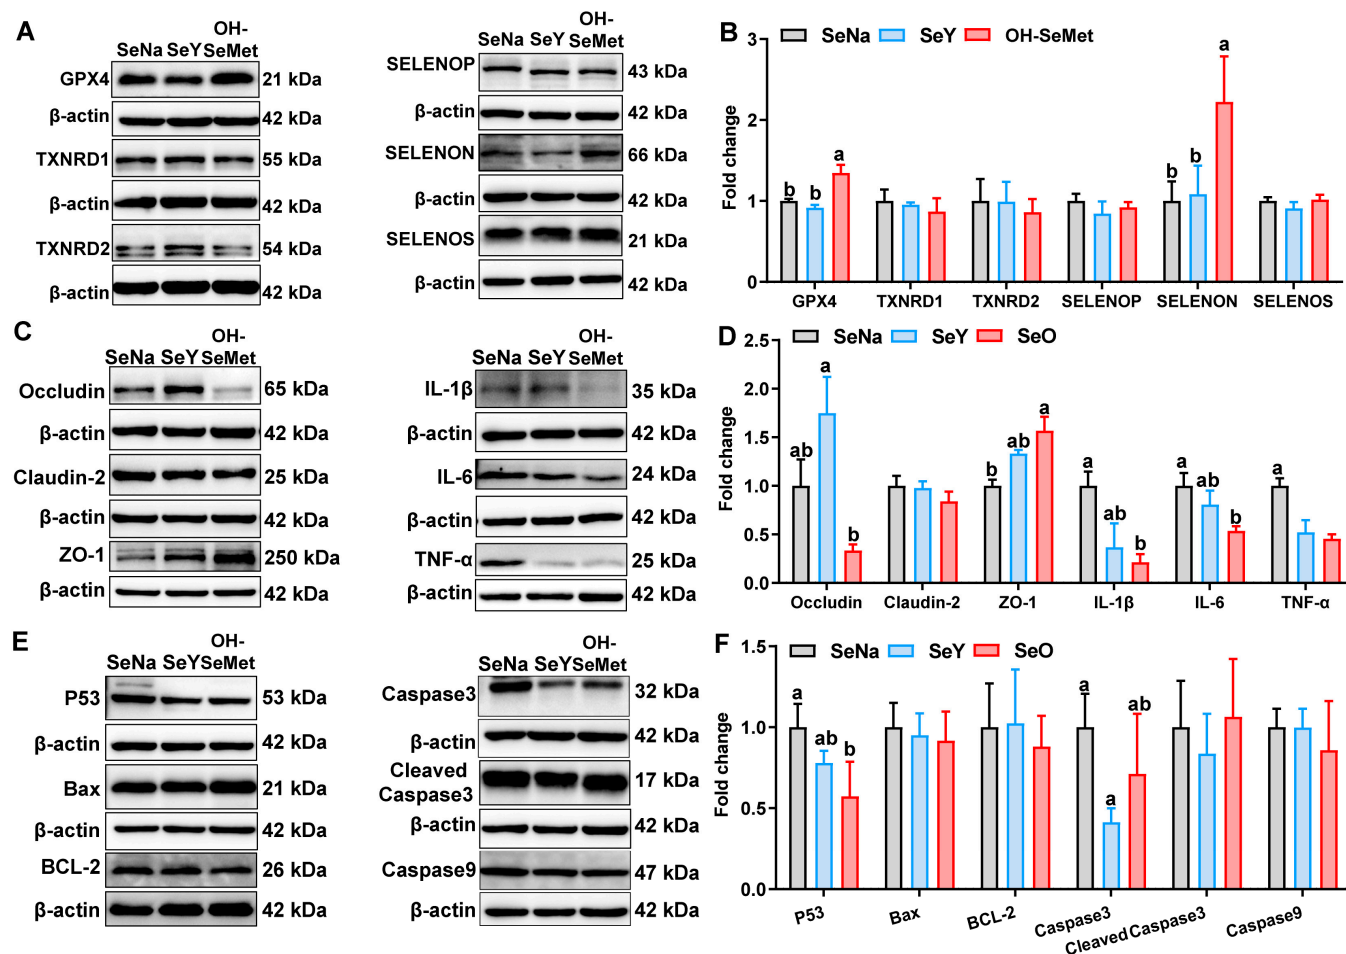 A
SeNa SeY OH-
SeMet
GPX4 21 kDa
β-actin 42 kDa
TXNRD1 55 kDa
β-actin 42 kDa
TXNRD2 54 kDa
β-actin 42 kDa
SeNa SeY OH-
SeMet
SELENOP 43 kDa
β-actin 42 kDa
SELENON 66 kDa
β-actin 42 kDa
SELENOS 21 kDa
β-actin 42 kDa
B
SeNa SeY OH-SeMet
Fold change
3
2
1
0
b b a
b b a
GPX4 TXNRD1 TXNRD2 SELENOP SELENON SELENOS
C
SeNa SeY OH-
SeMet
Occludin 65 kDa
β-actin 42 kDa
Claudin-2 25 kDa
β-actin 42 kDa
ZO-1 250 kDa
β-actin 42 kDa
SeNa SeY OH-
SeMet
IL-1β 35 kDa
β-actin 42 kDa
IL-6 24 kDa
β-actin 42 kDa
TNF-α 25 kDa
β-actin 42 kDa
D
SeNa SeY SeO
Fold change
2.5
2.0
1.5
1.0
0.5
0.0
ab a b
b ab a
a ab b
a ab b
a
Occludin Claudin-2 ZO-1 IL-1β IL-6 TNF-α
E
SeNa SeY OH-
SeMet
P53 53 kDa
β-actin 42 kDa
Bax 21 kDa
β-actin 42 kDa
BCL-2 26 kDa
β-actin 42 kDa
SeNa SeY OH-
SeMet
Caspase3 32 kDa
β-actin 42 kDa
Cleaved
Caspase3 17 kDa
β-actin 42 kDa
Caspase9 47 kDa
β-actin 42 kDa
F
SeNa SeY SeO
Fold change
1.5
1.0
0.5
0.0
a ab b
a a ab
P53 Bax BCL-2 Caspase3 Cleaved Caspase3 Caspase9